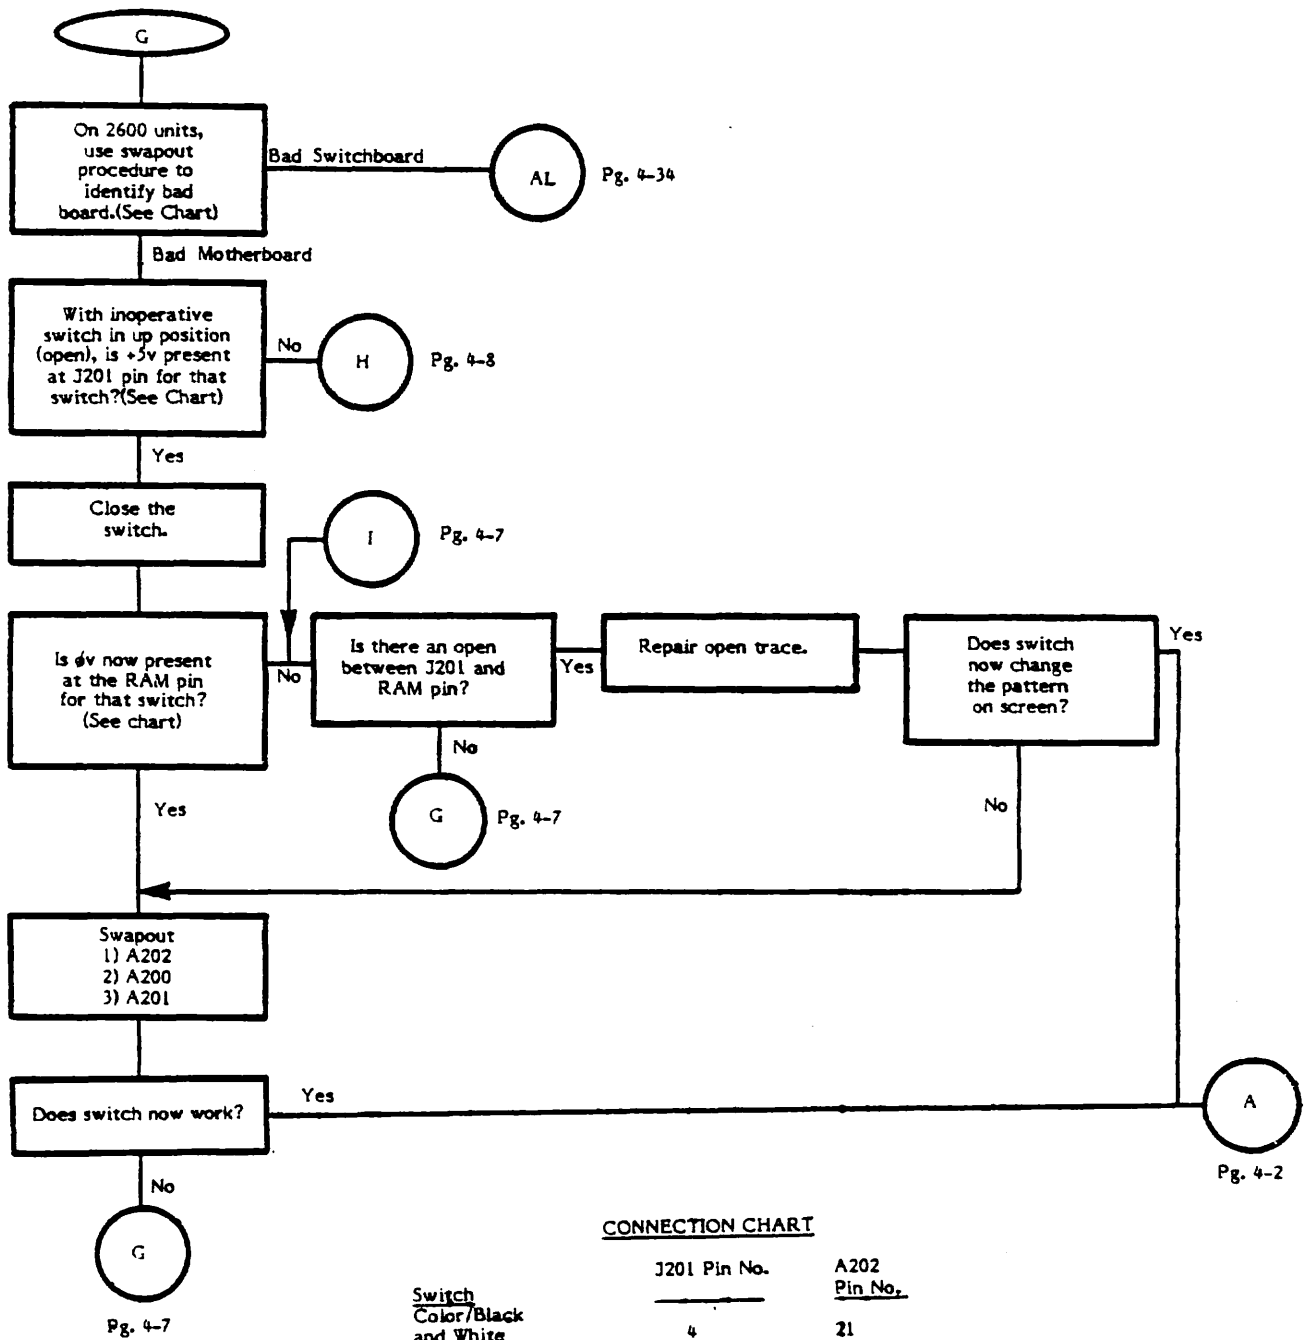 G
On 2600 units,
use swapout
procedure to
identify bad
board.(See Chart)
Bad Switchboard
AL
Pg. 4-34
Bad Motherboard
With inoperative
switch in up position
(open), is +5v present
at J201 pin for that
switch?(See Chart)
No
H
Pg. 4-8
Yes
Close the
switch.
I
Pg. 4-7
Is øv now present
at the RAM pin
for that switch?
(See chart)
No
Is there an open
between J201 and
RAM pin?
Yes
Repair open trace.
Does switch
now change
the pattern
on screen?
Yes
No
G
Pg. 4-7
No
Yes
Swapout
1) A202
2) A200
3) A201
Does switch now work?
Yes
A
Pg. 4-2
No
G
Pg. 4-7
CONNECTION CHART
J201 Pin No.
A202
Pin No.
Switch
Color/Black
and White
4
21